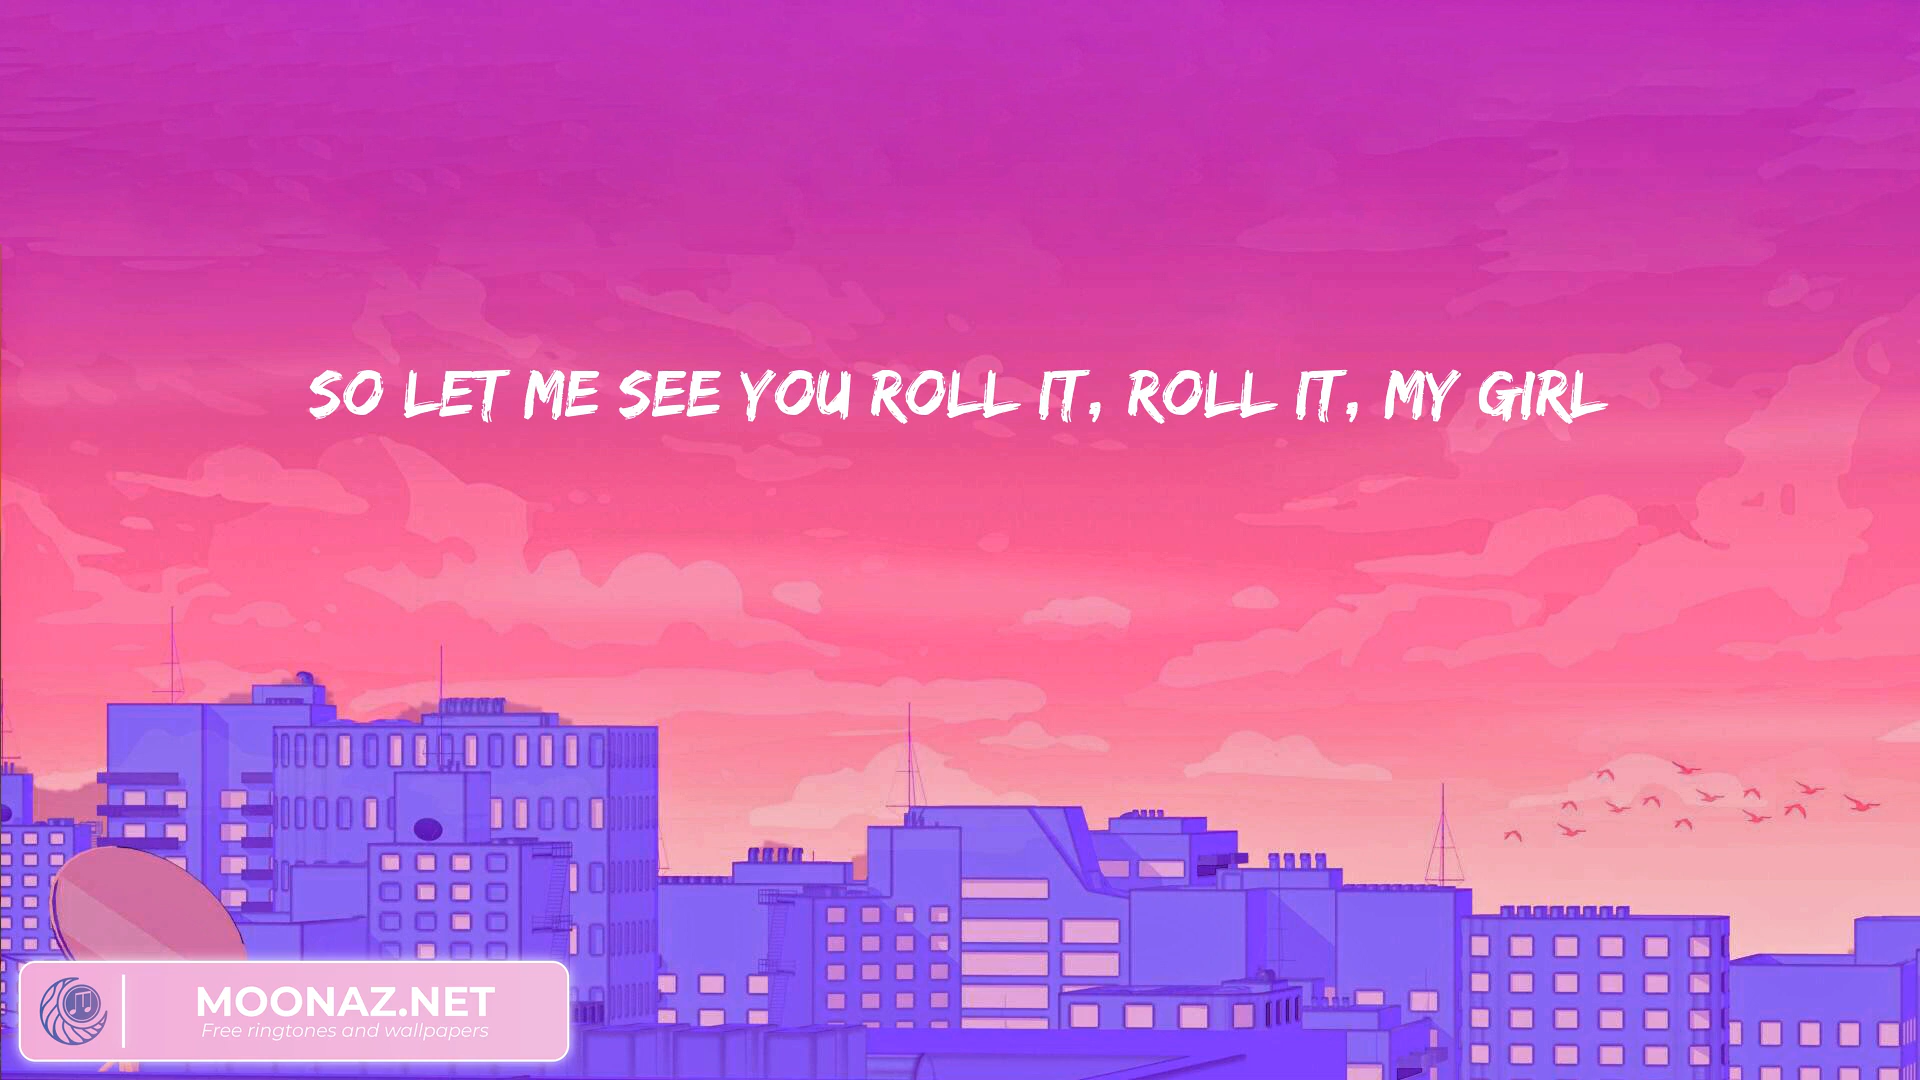 SO LET ME SEE YOU ROLL IT, ROLL IT, MY GIRL
MOONAZ.NET
Free ringtones and wallpapers